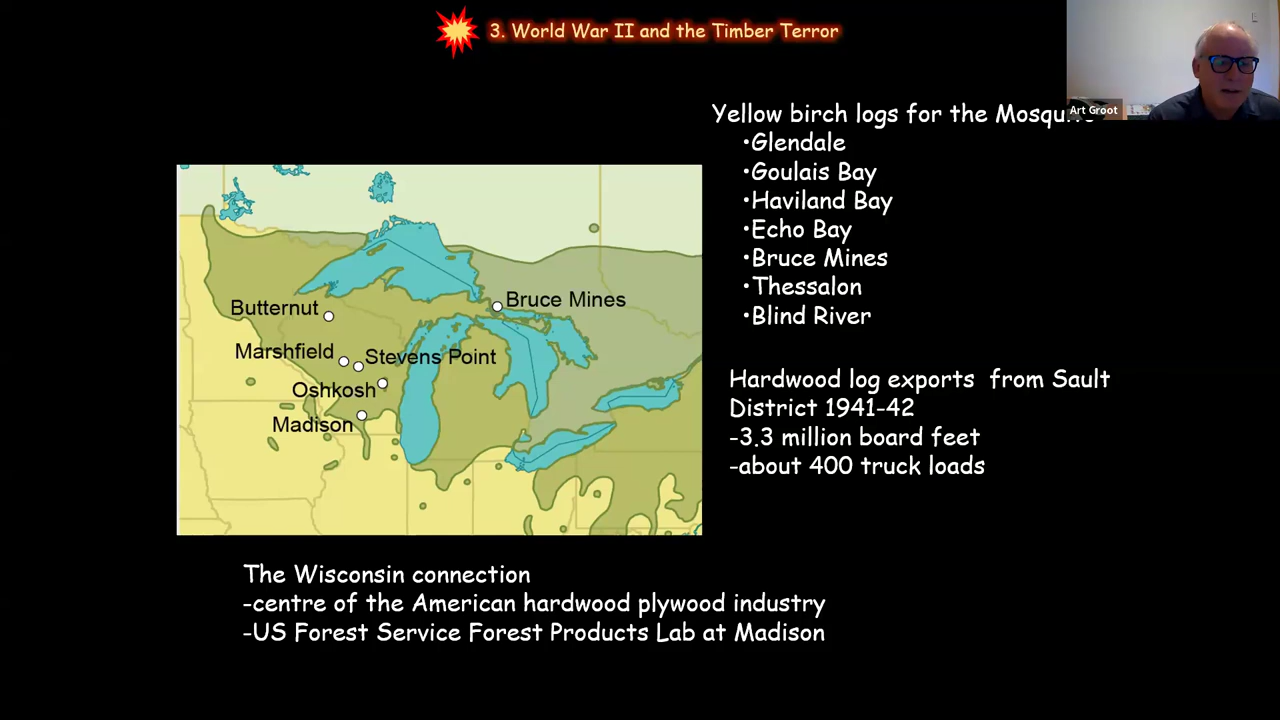 3. World War II and the Timber Terror
Art Groot
Yellow birch logs for the
•Glendale
•Goulais Bay
•Haviland Bay
•Echo Bay
•Bruce Mines
•Thessalon
•Blind River
Butternut
Bruce Mines
Marshfield
Stevens Point
Oshkosh
Madison
Hardwood log exports from Sault
District 1941-42
-3.3 million board feet
-about 400 truck loads
The Wisconsin connection
-centre of the American hardwood plywood industry
-US Forest Service Forest Products Lab at Madison